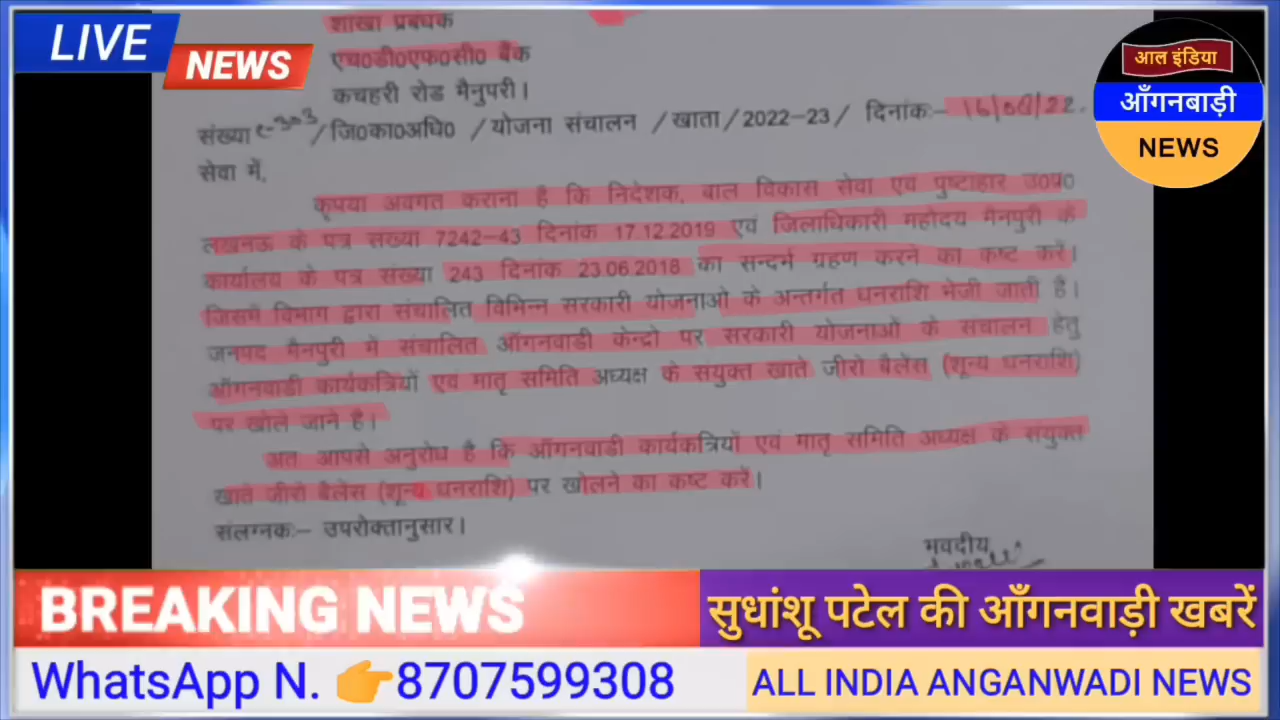 LIVE
NEWS
आल इंडिया
आँगनबाड़ी
NEWS
शाखा प्रबंधक
एच0डी0एफ0सी0 बैंक
कचहरी रोड मैनुपरी।
संख्या /जि0का0अधि0 /योजना संचालन /खाता/2022-23/ दिनांकः-
सेवा में,
कृपया अवगत कराना है कि निदेशक, बाल विकास सेवा एवं पुष्टाहार उ0प्र0
लखनऊ के पत्र संख्या 7242-43 दिनांक 17.12.2019 एवं जिलाधिकारी महोदय मैनपुरी के
कार्यालय के पत्र संख्या 243 दिनांक 23.06.2018 का सन्दर्भ ग्रहण करने का कष्ट करें।
जिसमें विभाग द्वारा संचालित विभिन्न सरकारी योजनाओ के अन्तर्गत धनराशि भेजी जाती है।
जनपद मैनपुरी में संचालित ऑगनवाडी केन्द्रो पर सरकारी योजनाओं के संचालन हेतु
ऑगनवाडी कार्यकत्रियों एवं मातृ समिति अध्यक्ष के संयुक्त खाते जीरो बैलेंस (शून्य धनराशि)
पर खोले जाने है।
अत आपसे अनुरोध है कि ऑगनवाडी कार्यकत्रियों एवं मातृ समिति अध्यक्ष के संयुक्त
खाते जीरो बैलेंस (शून्य धनराशि) पर खोलने का कष्ट करें।
संलग्नकः- उपरोक्तानुसार।
भवदीय
BREAKING NEWS
सुधांशू पटेल की आँगनवाड़ी खबरें
WhatsApp N. 👉8707599308
ALL INDIA ANGANWADI NEWS